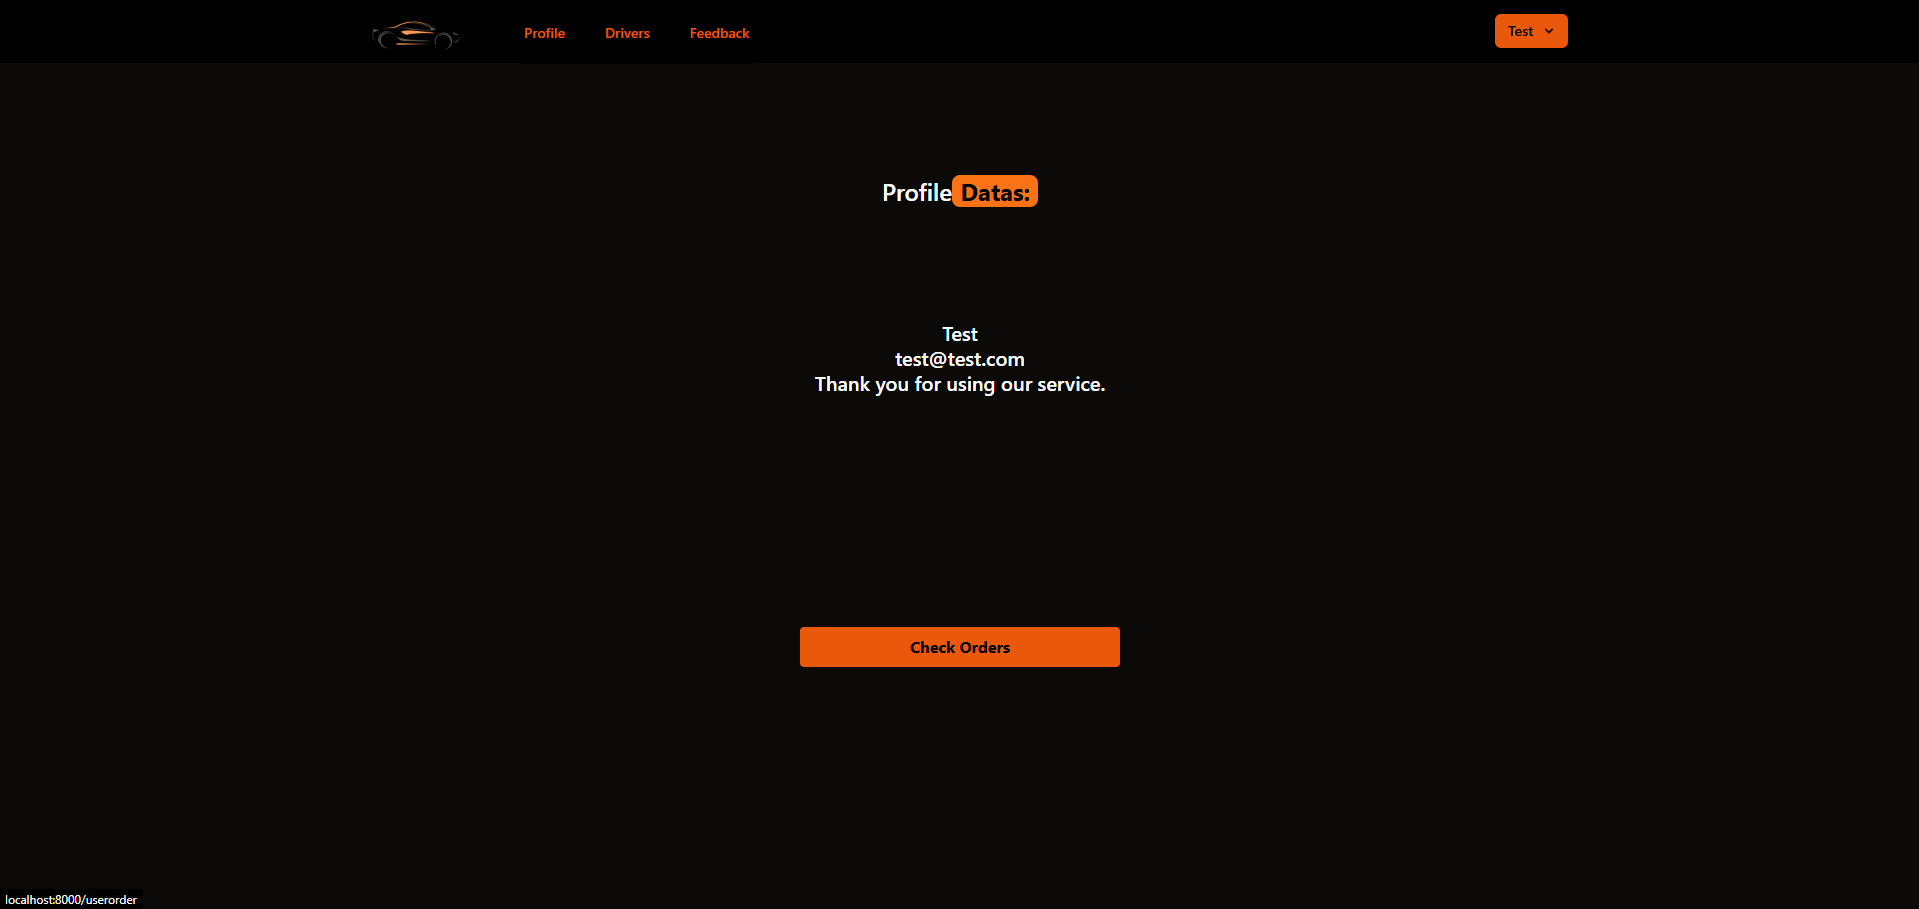 Profile Drivers Feedback Test
Profile Datas:
Test
test@test.com
Thank you for using our service.
Check Orders
localhost:8000/userorder